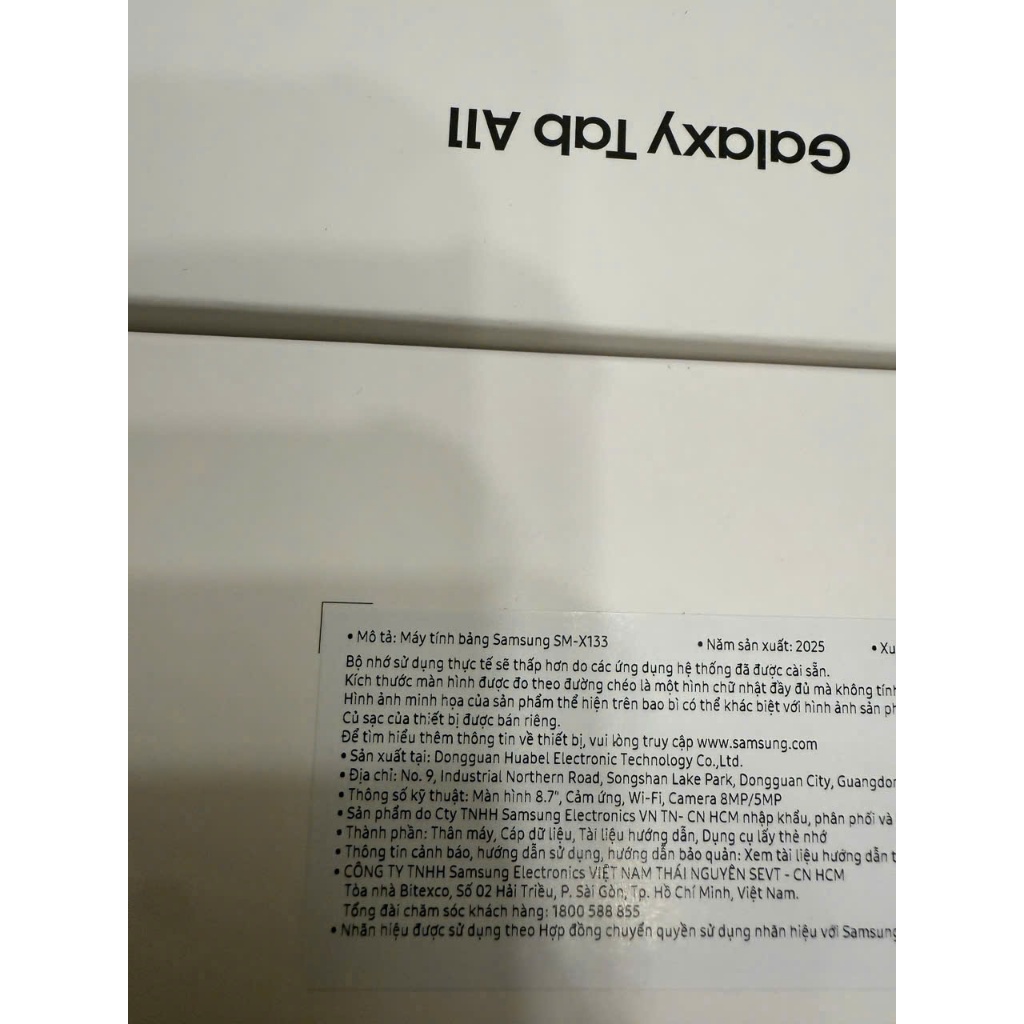 Galaxy Tab A11
• Mô tả: Máy tính bảng Samsung SM-X133 • Năm sản xuất: 2025 • Xu
Bộ nhớ sử dụng thực tế sẽ thấp hơn do các ứng dụng hệ thống đã được cài sẵn.
Kích thước màn hình được đo theo đường chéo là một hình chữ nhật đầy đủ mà không tính
Hình ảnh minh họa của sản phẩm thể hiện trên bao bì có thể khác biệt với hình ảnh sản ph
Củ sạc của thiết bị được bán riêng.
Để tìm hiểu thêm thông tin về thiết bị, vui lòng truy cập www.samsung.com
• Sản xuất tại: Dongguan Huabel Electronic Technology Co.,Ltd.
• Địa chỉ: No. 9, Industrial Northern Road, Songshan Lake Park, Dongguan City, Guangdon
• Thông số kỹ thuật: Màn hình 8.7", Cảm ứng, Wi-Fi, Camera 8MP/5MP
• Sản phẩm do Cty TNHH Samsung Electronics VN TN- CN HCM nhập khẩu, phân phối và
• Thành phần: Thân máy, Cáp dữ liệu, Tài liệu hướng dẫn, Dụng cụ lấy thẻ nhớ
• Thông tin cảnh báo, hướng dẫn sử dụng, hướng dẫn bảo quản: Xem tài liệu hướng dẫn t
• CÔNG TY TNHH Samsung Electronics VIỆT NAM THÁI NGUYÊN SEVT - CN HCM
Tòa nhà Bitexco, Số 02 Hải Triều, P. Sài Gòn, Tp. Hồ Chí Minh, Việt Nam.
Tổng đài chăm sóc khách hàng: 1800 588 855
• Nhãn hiệu được sử dụng theo Hợp đồng chuyển quyền sử dụng nhãn hiệu với Samsung